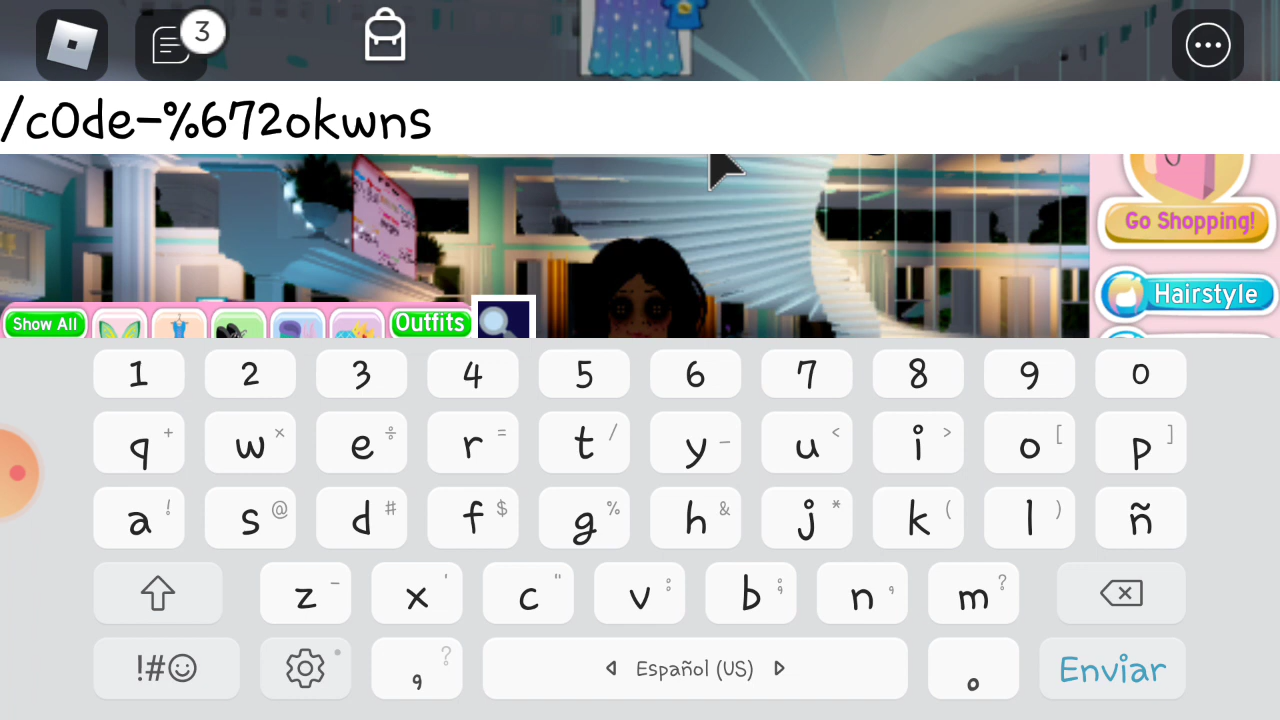 3
/c0de-%672okwns
Go Shopping!
Hairstyle
Show All
Outfits
1 2 3 4 5 6 7 8 9 0
q + w × e ÷ r = t / y - u < i > o [ p ]
a ! s @ d # f $ g % h & j * k ( l ) ñ
z - x ' c " v : b ; n , m ?
!#☺ , ? Español (US) . Enviar